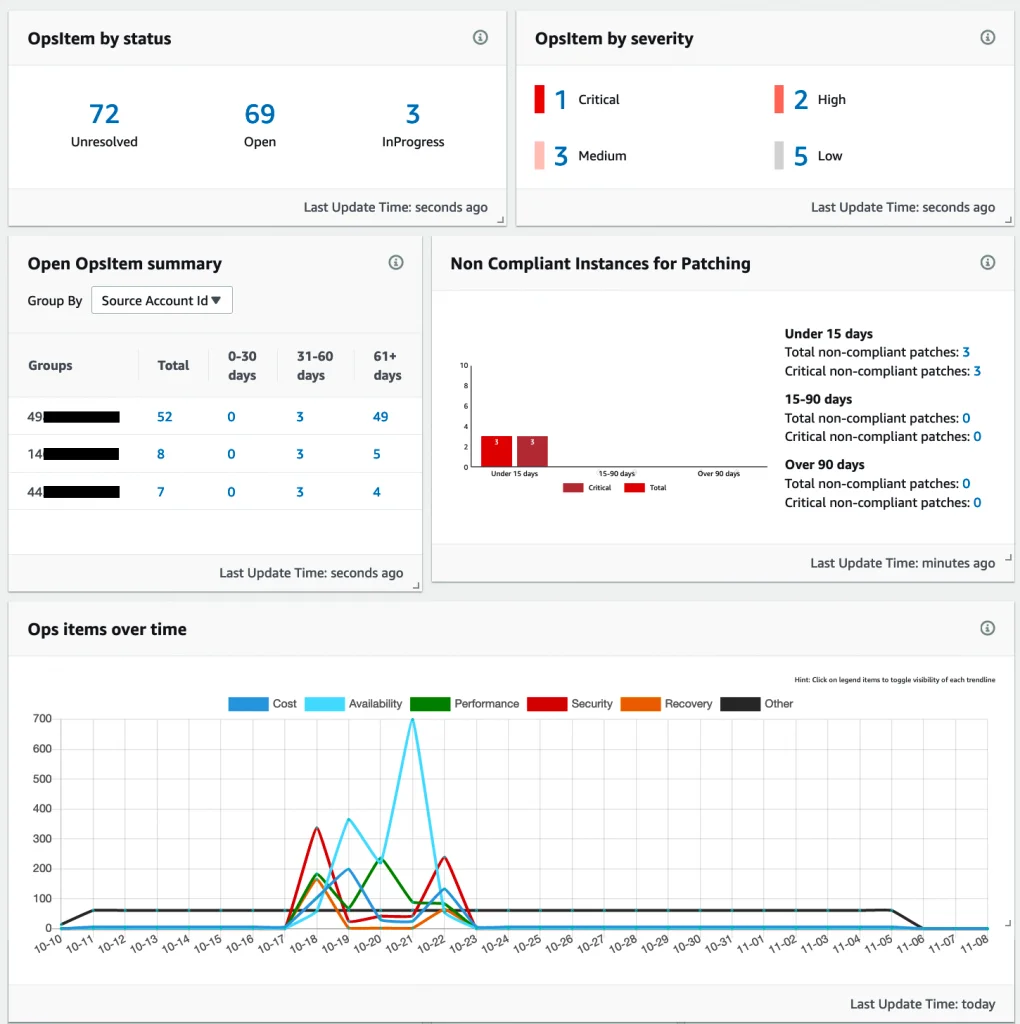 OpsItem by status
72
69
3
Unresolved
Open
InProgress
Last Update Time: seconds ago
OpsItem by severity
1 Critical
2 High
3 Medium
5 Low
Last Update Time: seconds ago
Open OpsItem summary
Group By Source Account Id
Groups Total 0-30 days 31-60 days 61+ days
49 52 0 3 49
14 8 0 3 5
44 7 0 3 4
Last Update Time: seconds ago
Non Compliant Instances for Patching
10
8
6
4
2
0
3 3
Under 15 days 15-90 days Over 90 days
Critical Total
Under 15 days
Total non-compliant patches: 3
Critical non-compliant patches: 3
15-90 days
Total non-compliant patches: 0
Critical non-compliant patches: 0
Over 90 days
Total non-compliant patches: 0
Critical non-compliant patches: 0
Last Update Time: minutes ago
Ops items over time
Hint: Click on legend items to toggle visibility of each trendline
Cost Availability Performance Security Recovery Other
700
600
500
400
300
200
100
0
10-10 10-11 10-12 10-13 10-14 10-15 10-16 10-17 10-18 10-19 10-20 10-21 10-22 10-23 10-24 10-25 10-26 10-27 10-28 10-29 10-30 10-31 11-01 11-02 11-03 11-04 11-05 11-06 11-07 11-08
Last Update Time: today